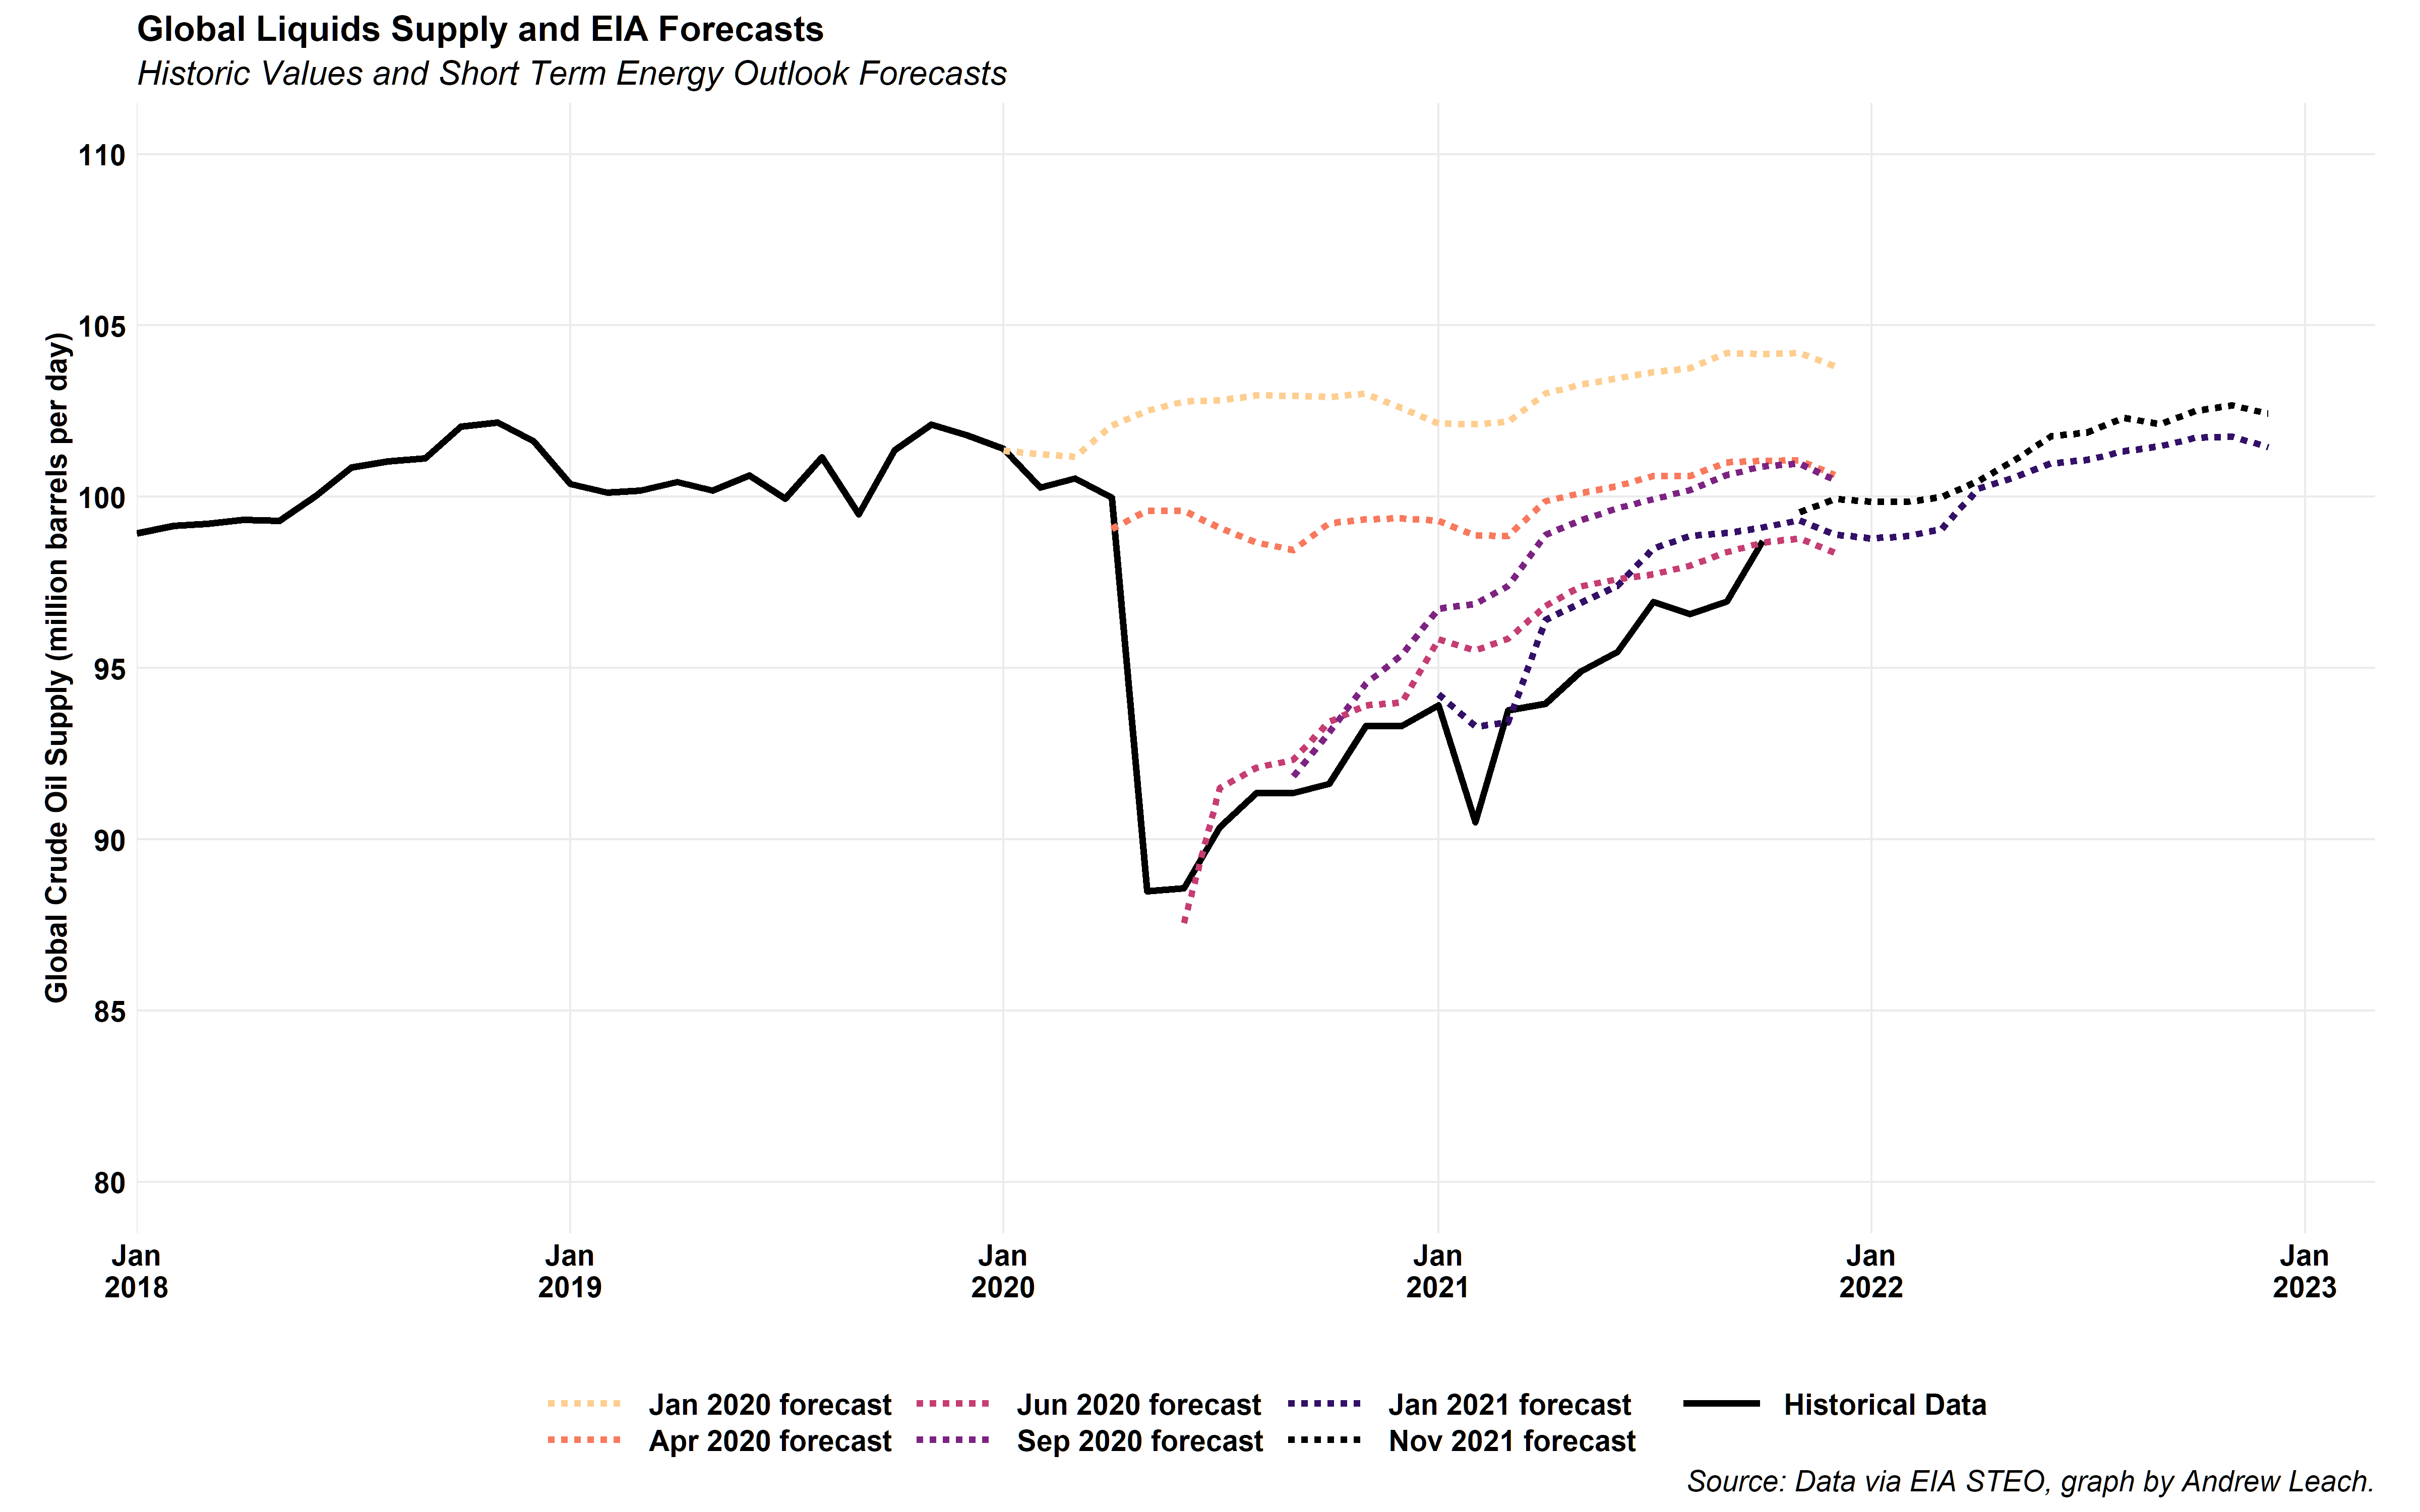 Global Liquids Supply and EIA Forecasts
Historic Values and Short Term Energy Outlook Forecasts
Global Crude Oil Supply (million barrels per day)
110
105
100
95
90
85
80
Jan
2018
Jan
2019
Jan
2020
Jan
2021
Jan
2022
Jan
2023
Jan 2020 forecast
Apr 2020 forecast
Jun 2020 forecast
Sep 2020 forecast
Jan 2021 forecast
Nov 2021 forecast
Historical Data
Source: Data via EIA STEO, graph by Andrew Leach.